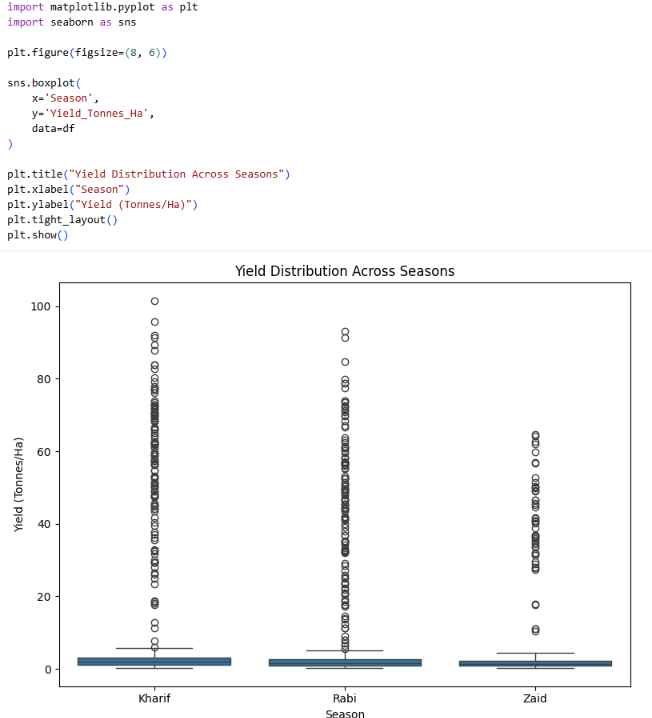 import matplotlib.pyplot as plt
import seaborn as sns
plt.figure(figsize=(8, 6))
sns.boxplot(
    x='Season',
    y='Yield_Tonnes_Ha',
    data=df
)
plt.title("Yield Distribution Across Seasons")
plt.xlabel("Season")
plt.ylabel("Yield (Tonnes/Ha)")
plt.tight_layout()
plt.show()
Yield Distribution Across Seasons
100
80
60
40
20
0
Yield (Tonnes/Ha)
Kharif Rabi Zaid
Season